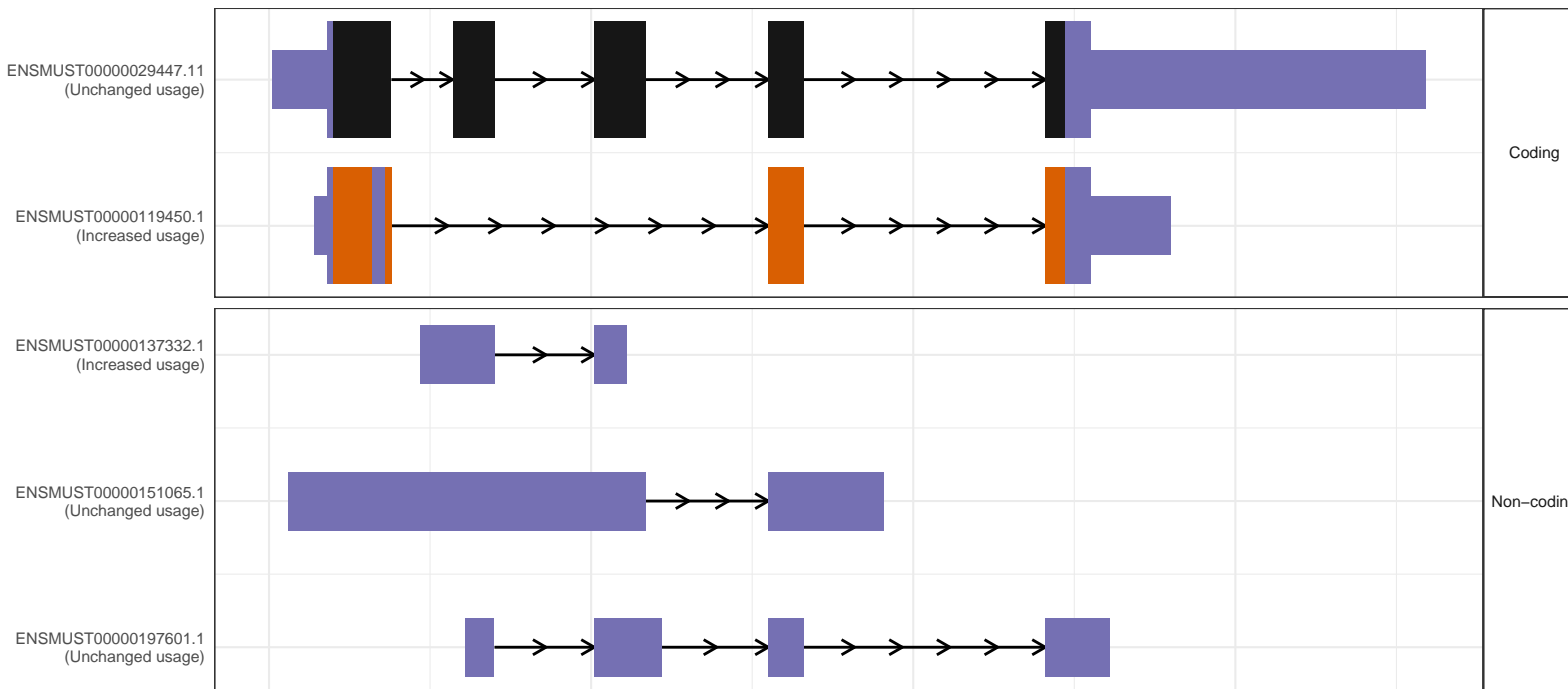 ENSMUST00000029447.11
(Unchanged usage)
Coding
ENSMUST00000119450.1
(Increased usage)
ENSMUST00000137332.1
(Increased usage)
ENSMUST00000151065.1
(Unchanged usage)
Non−codin
ENSMUST00000197601.1
(Unchanged usage)